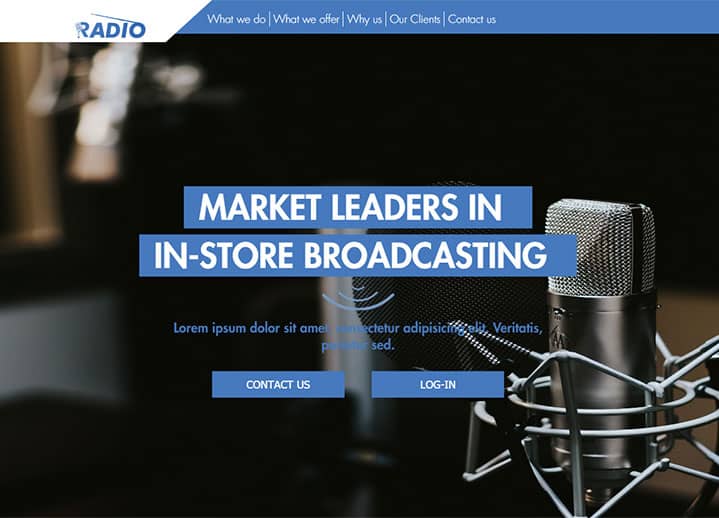 RADIO
What we do | What we offer | Why us | Our Clients | Contact us
MARKET LEADERS IN
IN-STORE BROADCASTING
Lorem ipsum dolor sit amet, consectetur adipisicing elit. Veritatis,
sed.
CONTACT US
LOG-IN